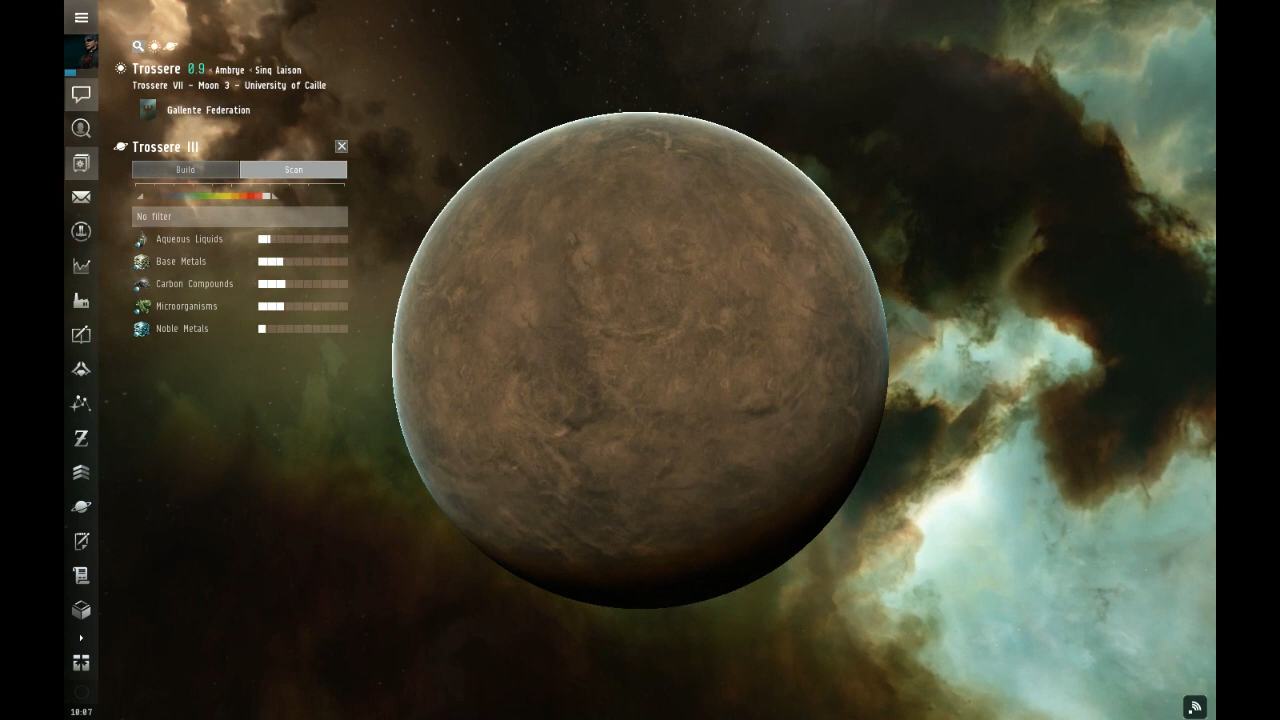 Trossere 0.9 < Ambrye < Sinq Laison
Trossere VII - Moon 3 - University of Caille
Gallente Federation
Trossere III
Build Scan
No filter
Aqueous Liquids
Base Metals
Carbon Compounds
Microorganisms
Noble Metals
10:07